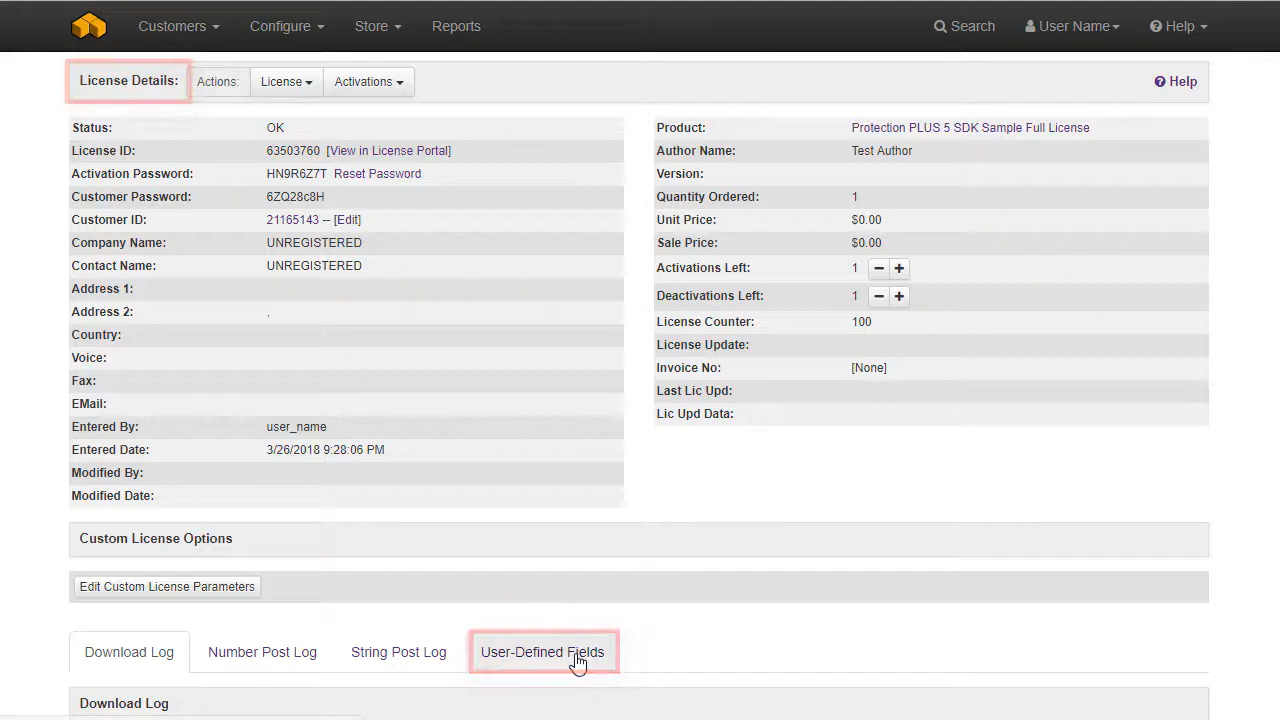 Customers Configure Store Reports Search User Name Help
License Details: Actions: License Activations Help
Status: OK
License ID: 63503760 [View in License Portal]
Activation Password: HN9R6Z7T Reset Password
Customer Password: 6ZQ28c8H
Customer ID: 21165143 -- [Edit]
Company Name: UNREGISTERED
Contact Name: UNREGISTERED
Address 1:
Address 2: ,
Country:
Voice:
Fax:
EMail:
Entered By: user_name
Entered Date: 3/26/2018 9:28:06 PM
Modified By:
Modified Date:
Product: Protection PLUS 5 SDK Sample Full License
Author Name: Test Author
Version:
Quantity Ordered: 1
Unit Price: $0.00
Sale Price: $0.00
Activations Left: 1
Deactivations Left: 1
License Counter: 100
License Update:
Invoice No: [None]
Last Lic Upd:
Lic Upd Data:
Custom License Options
Edit Custom License Parameters
Download Log Number Post Log String Post Log User-Defined Fields
Download Log